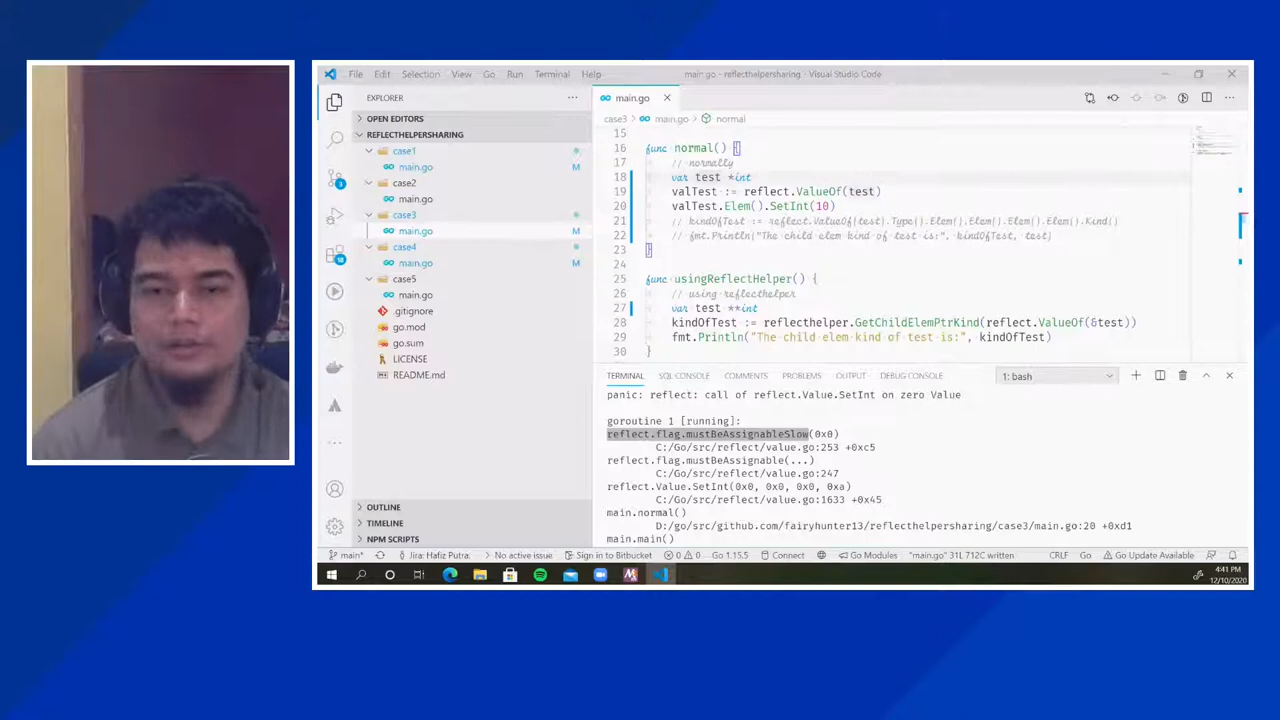 File Edit Selection View Go Run Terminal Help
main.go - reflecthelpersharing - Visual Studio Code
EXPLORER
OPEN EDITORS
REFLECTHELPERSHARING
case1
main.go M
case2
main.go
case3
main.go M
case4
main.go M
case5
main.go
.gitignore
go.mod
go.sum
LICENSE
README.md
OUTLINE
TIMELINE
NPM SCRIPTS
3
18
main.go
case3 main.go normal
15
16 func normal() {
17 // normally
18 var test *int
19 valTest := reflect.ValueOf(test)
20 valTest.Elem().SetInt(10)
21 // kindOfTest := reflect.ValueOf(test).Type().Elem().Elem().Elem().Elem().Kind()
22 // fmt.Println("The child elem kind of test is:", kindOfTest, test)
23 }
24
25 func usingReflectHelper() {
26 // using reflecthelper
27 var test **int
28 kindOfTest := reflecthelper.GetChildElemPtrKind(reflect.ValueOf(&test))
29 fmt.Println("The child elem kind of test is:", kindOfTest)
30 }
TERMINAL SQL CONSOLE COMMENTS PROBLEMS OUTPUT DEBUG CONSOLE 1: bash
panic: reflect: call of reflect.Value.SetInt on zero Value
goroutine 1 [running]:
reflect.flag.mustBeAssignableSlow(0x0)
C:/Go/src/reflect/value.go:253 +0xc5
reflect.flag.mustBeAssignable(...)
C:/Go/src/reflect/value.go:247
reflect.Value.SetInt(0x0, 0x0, 0x0, 0xa)
C:/Go/src/reflect/value.go:1633 +0x45
main.normal()
D:/go/src/github.com/fairyhunter13/reflecthelpersharing/case3/main.go:20 +0xd1
main.main()
main* Jira: Hafiz Putra: No active issue Sign in to Bitbucket 0 0 Go 1.15.5 Connect Go Modules "main.go" 31L 712C written CRLF Go Go Update Available
4:41 PM
12/10/2020